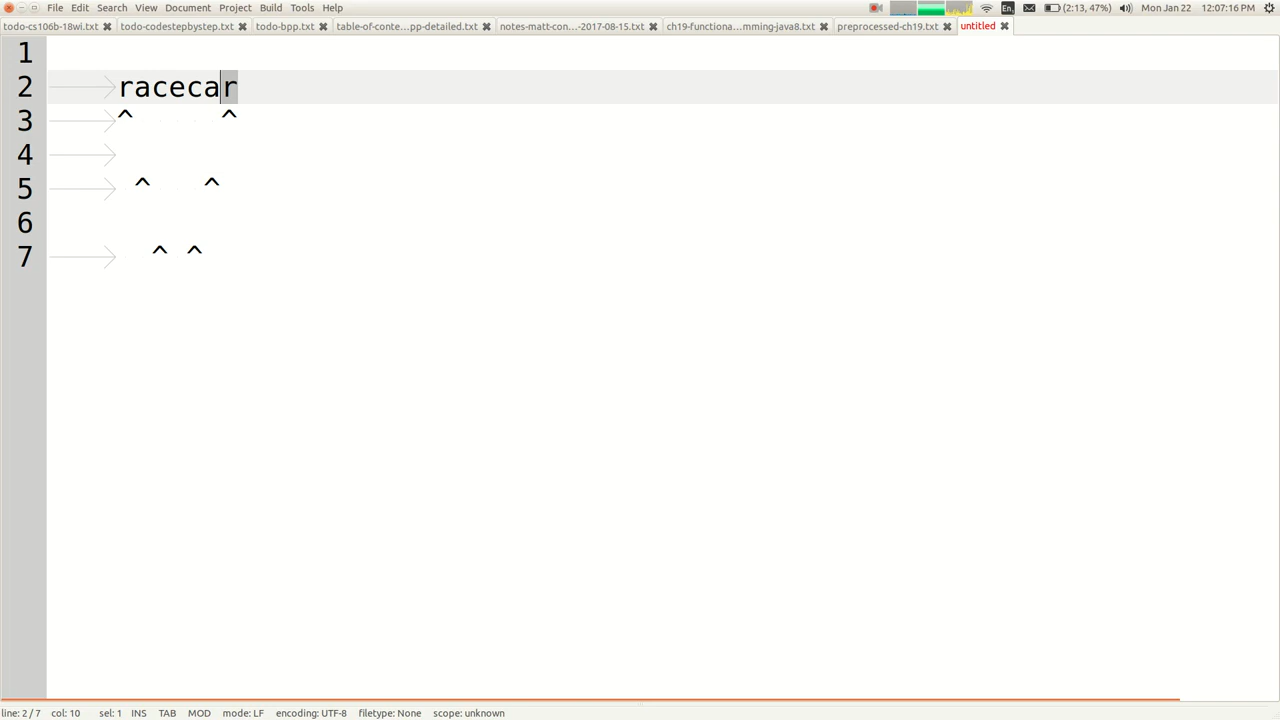 File Edit Search View Document Project Build Tools Help En, (2:13, 47%) Mon Jan 22 12:07:16 PM
todo-cs106b-18wi.txt todo-codestepbystep.txt todo-bpp.txt table-of-conte...pp-detailed.txt notes-matt-con...-2017-08-15.txt ch19-functiona...mming-java8.txt preprocessed-ch19.txt untitled
1
2 racecar
3 ^ ^
4
5 ^ ^
6
7 ^ ^
line: 2 / 7 col: 10 sel: 1 INS TAB MOD mode: LF encoding: UTF-8 filetype: None scope: unknown